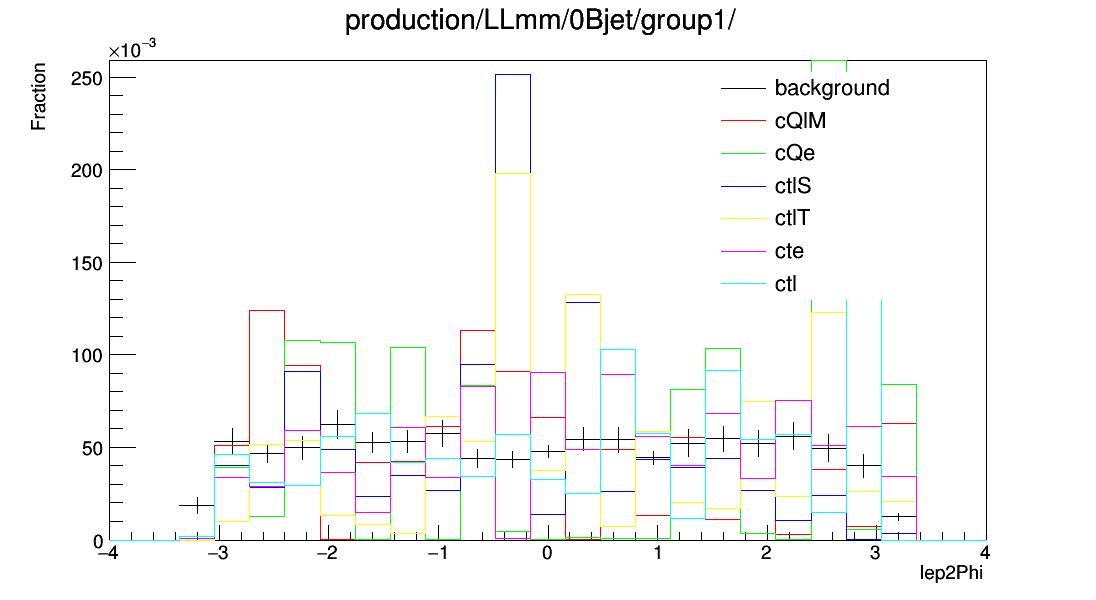 production/LLmm/0Bjet/group1/
×10⁻³
Fraction
250
200
150
100
50
0
background
cQlM
cQe
ctlS
ctlT
cte
ctl
−4 −3 −2 −1 0 1 2 3 4
lep2Phi